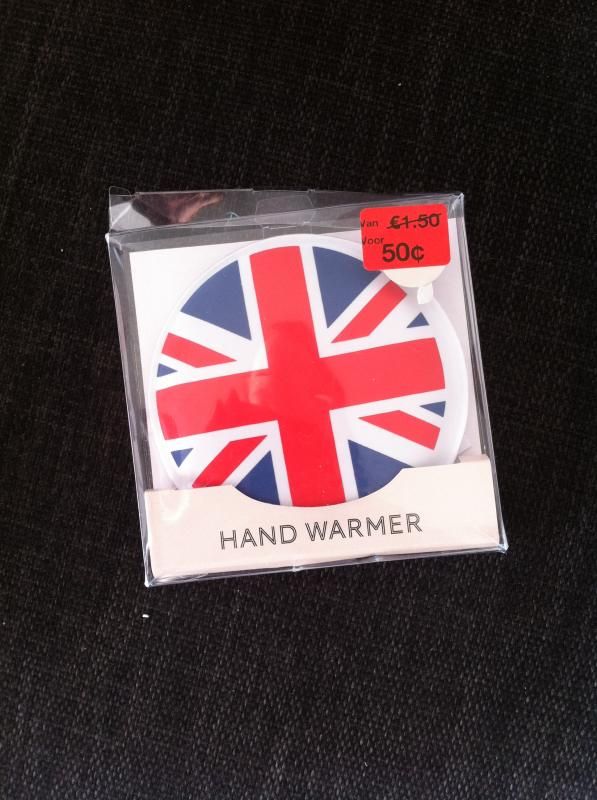 Van €1.50
Voor
50¢
HAND WARMER